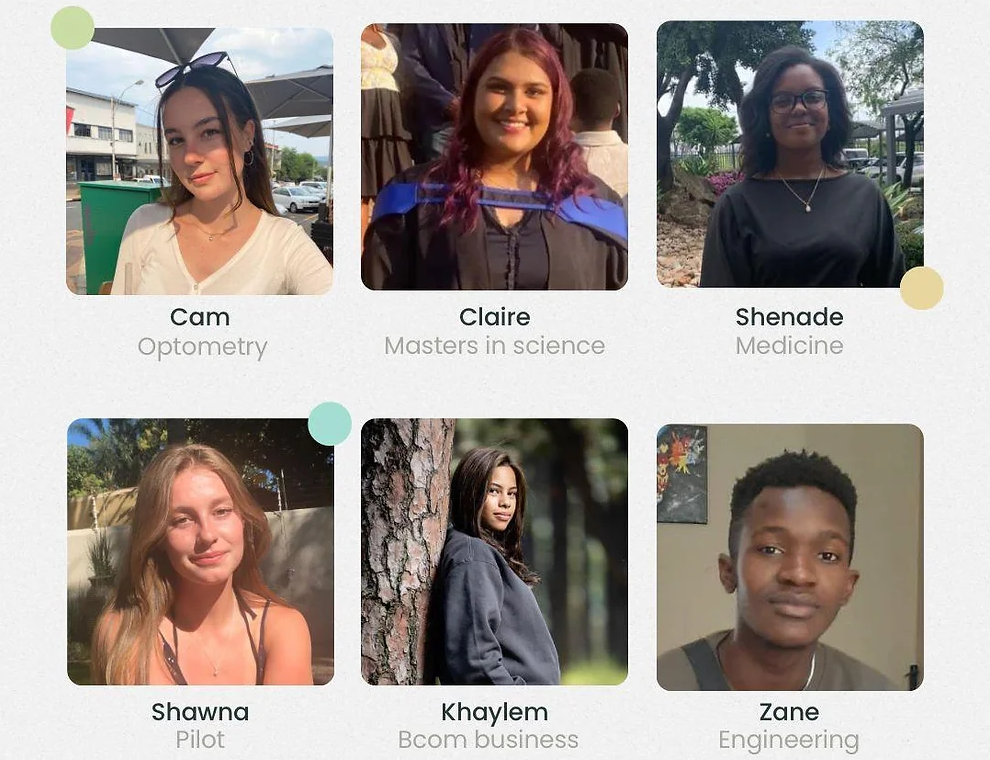 Cam
Optometry
Claire
Masters in science
Shenade
Medicine
Shawna
Pilot
Khaylem
Bcom business
Zane
Engineering